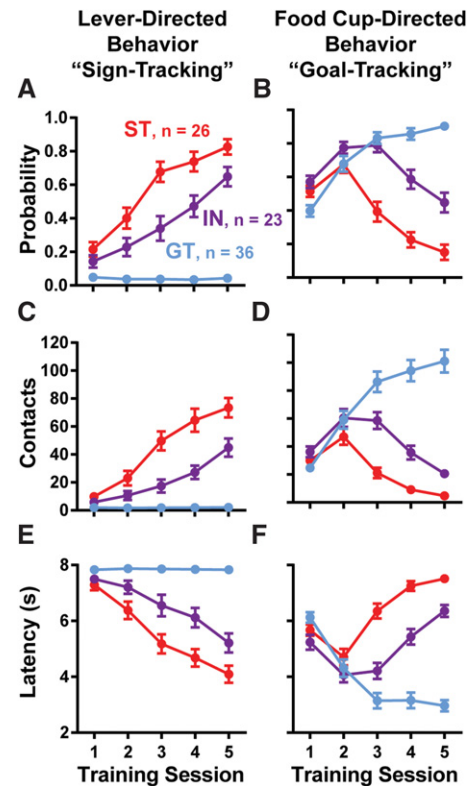 Lever-Directed
Behavior
“Sign-Tracking”
Food Cup-Directed
Behavior
“Goal-Tracking”
A
B
1.0
0.8
0.6
0.4
0.2
0.0
Probability
ST, n = 26
IN, n = 23
GT, n = 36
C
D
120
100
80
60
40
20
0
Contacts
E
F
8
6
4
2
Latency (s)
1 2 3 4 5
Training Session
1 2 3 4 5
Training Session